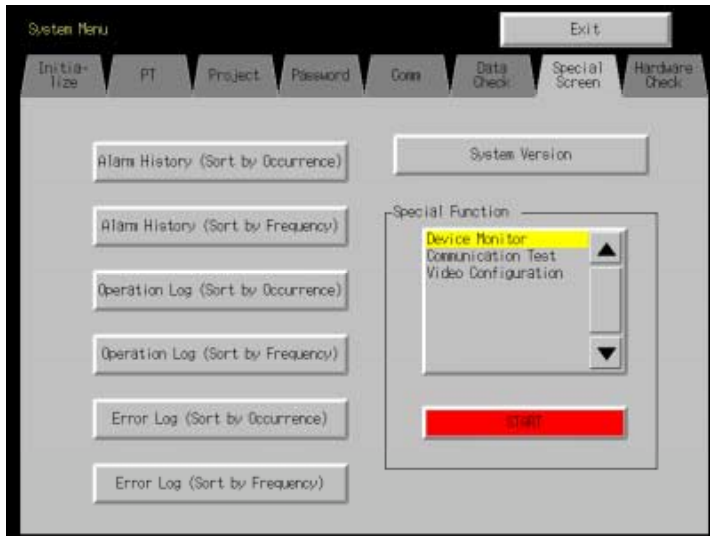 System Menu
Exit
Initia-
lize
PT
Project
Password
Comm
Data
Check
Special
Screen
Hardware
Check
Alarm History (Sort by Occurrence)
Alarm History (Sort by Frequency)
Operation Log (Sort by Occurrence)
Operation Log (Sort by Frequency)
Error Log (Sort by Occurrence)
Error Log (Sort by Frequency)
System Version
Special Function
Device Monitor
Communication Test
Video Configuration
START